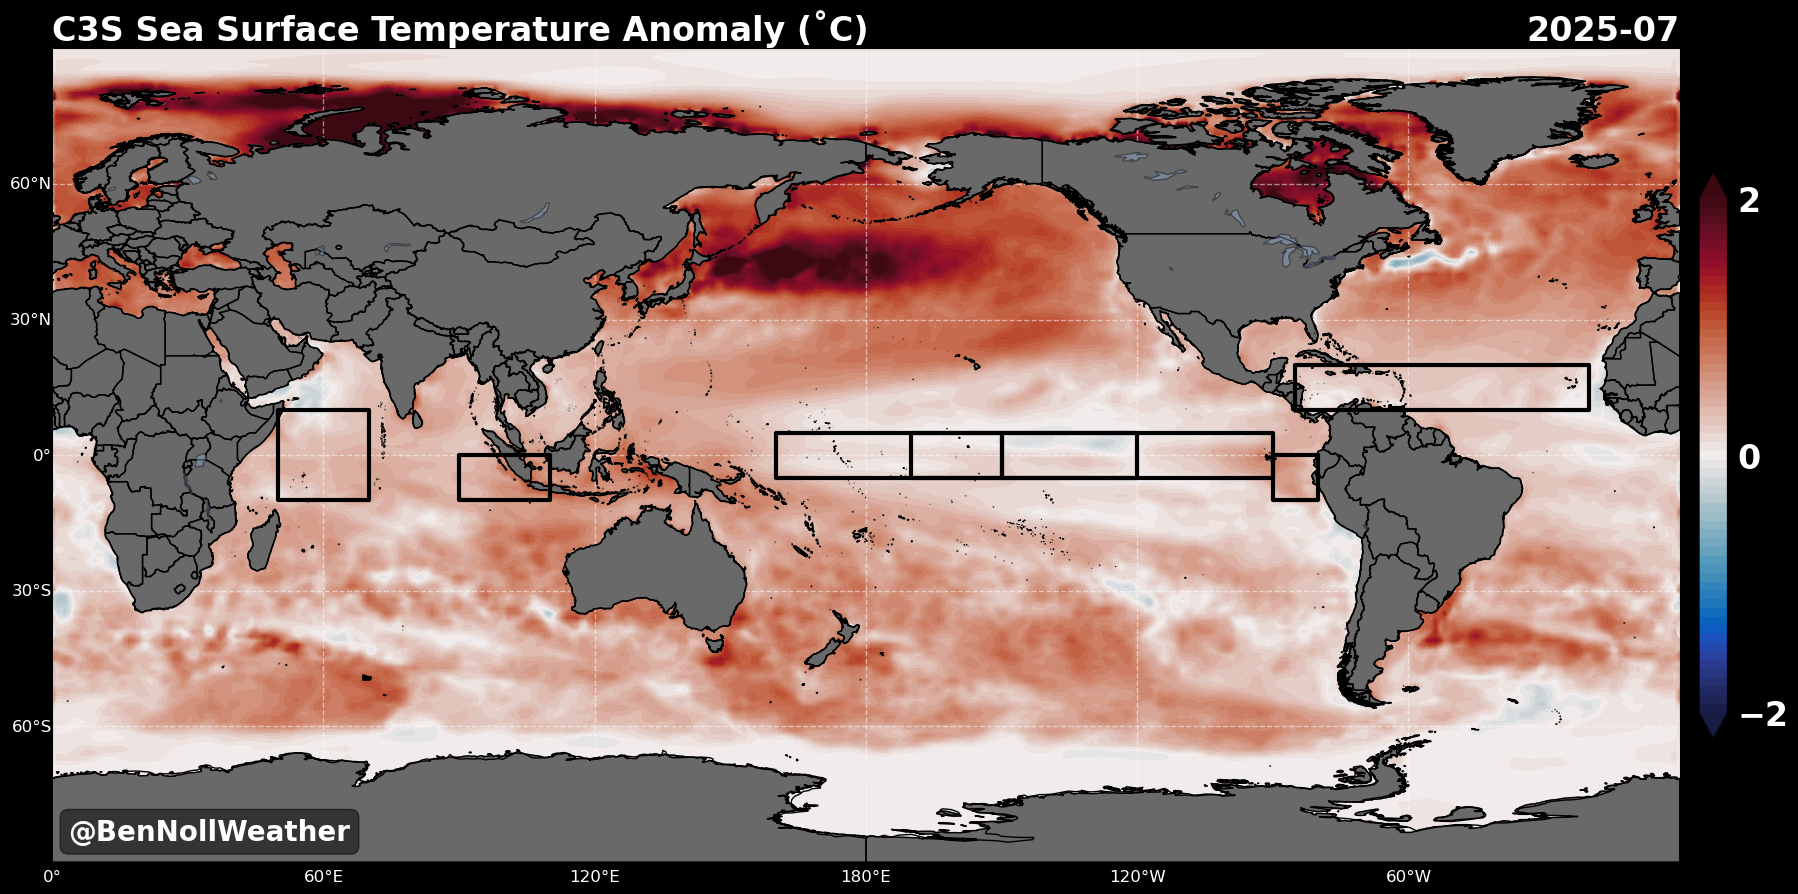 C3S Sea Surface Temperature Anomaly (˚C)
2025-07
60°N
30°N
0°
30°S
60°S
2
0
−2
@BenNollWeather
0°
60°E
120°E
180°E
120°W
60°W